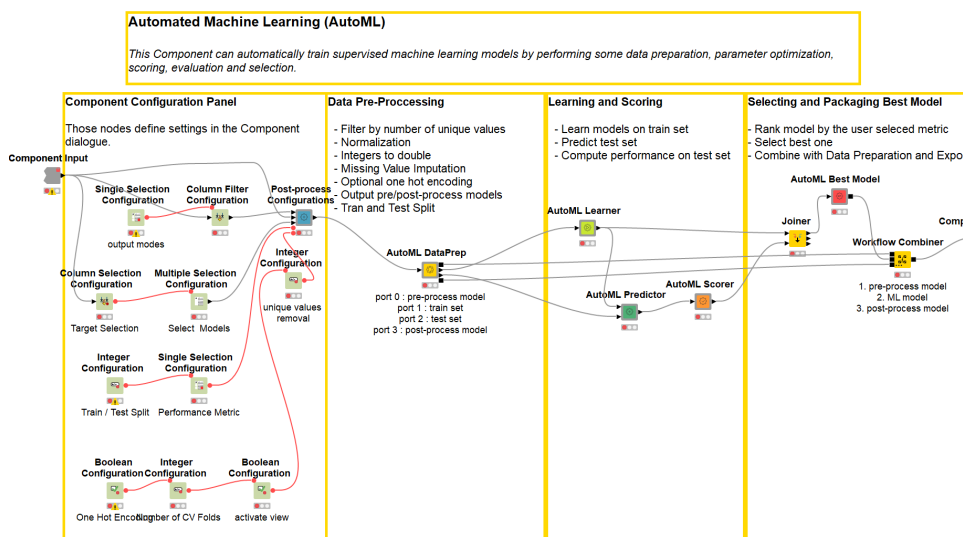 Automated Machine Learning (AutoML)
This Component can automatically train supervised machine learning models by performing some data preparation, parameter optimization,
scoring, evaluation and selection.
Component Configuration Panel
Those nodes define settings in the Component
dialogue.
Component Input
Single Selection
Configuration
output modes
Column Filter
Configuration
Post-process
Configurations
Column Selection
Configuration
Target Selection
Multiple Selection
Configuration
Select Models
Integer
Configuration
unique values
removal
Integer
Configuration
Train / Test Split
Single Selection
Configuration
Performance Metric
Boolean
Configuration
One Hot Encoding
Integer
Configuration
Number of CV Folds
Boolean
Configuration
activate view
Data Pre-Proccessing
- Filter by number of unique values
- Normalization
- Integers to double
- Missing Value Imputation
- Optional one hot encoding
- Output pre/post-process models
- Tran and Test Split
AutoML DataPrep
port 0 : pre-process model
port 1 : train set
port 2 : test set
port 3 : post-process model
Learning and Scoring
- Learn models on train set
- Predict test set
- Compute performance on test set
AutoML Learner
AutoML Predictor
AutoML Scorer
Selecting and Packaging Best Model
- Rank model by the user seleced metric
- Select best one
- Combine with Data Preparation and Expo
AutoML Best Model
Joiner
Workflow Combiner
1. pre-process model
2. ML model
3. post-process model
Comp